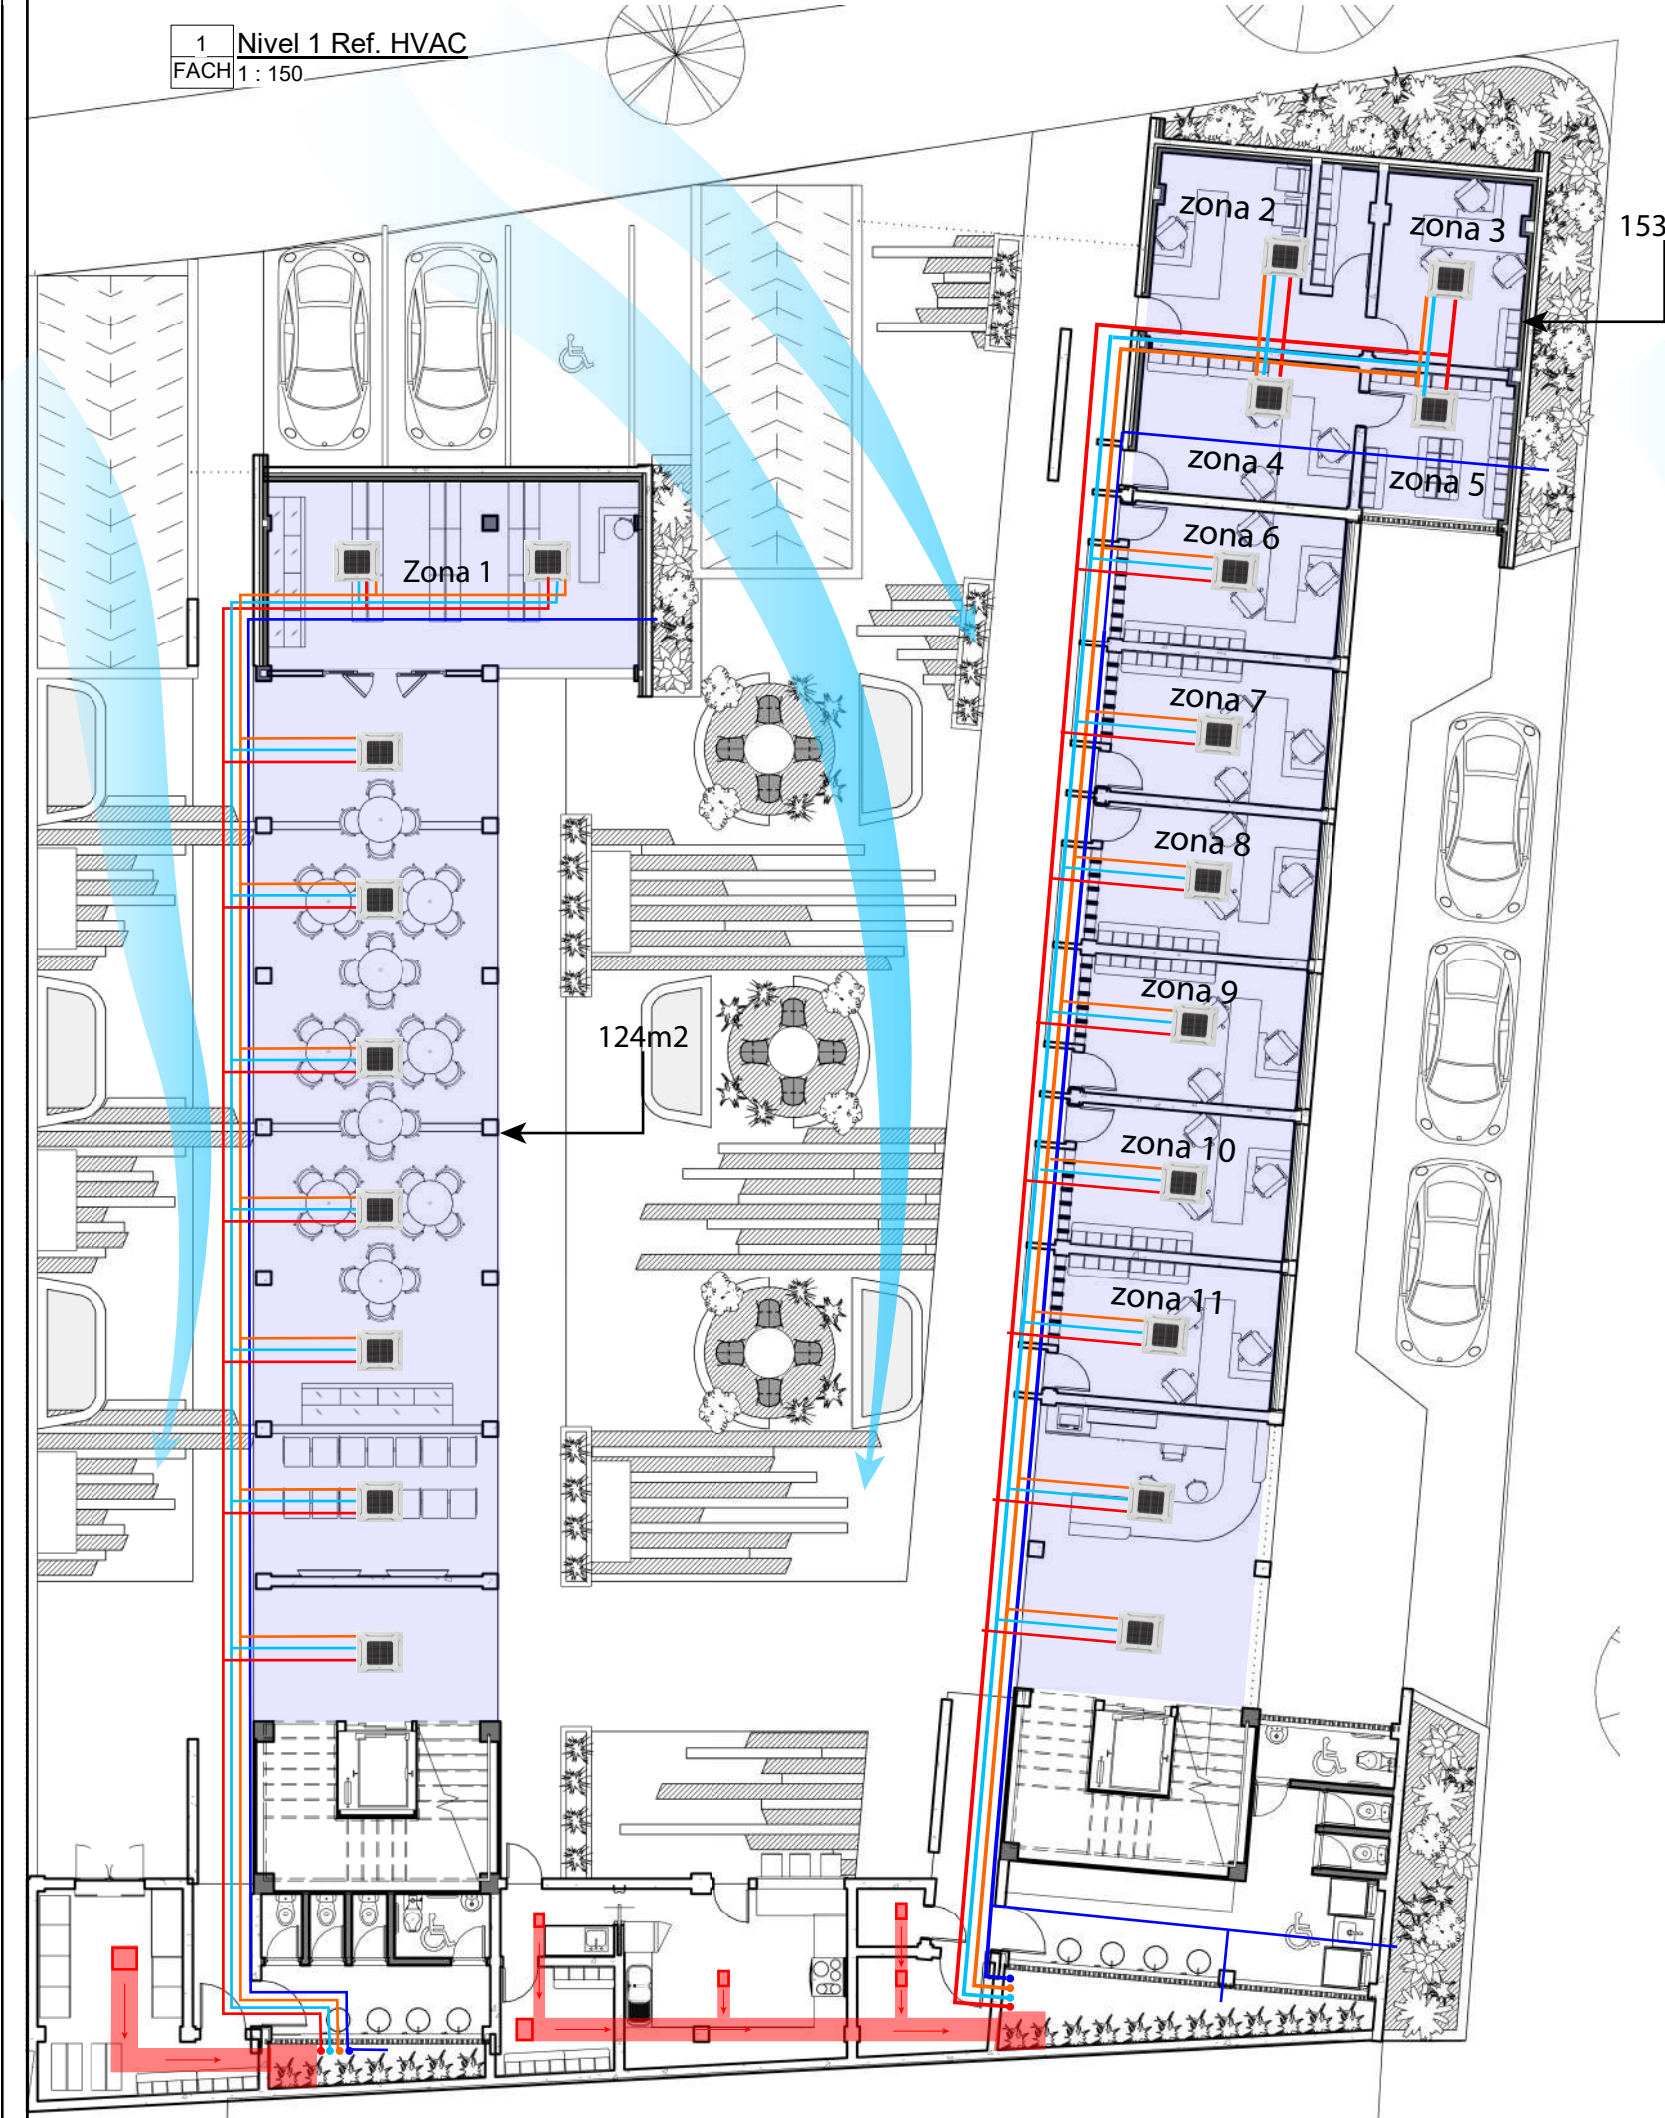 1
Nivel 1 Ref. HVAC
FACH
1 : 150
zona 2
zona 3
153
zona 4
zona 5
zona 6
Zona 1
zona 7
zona 8
zona 9
124m2
zona 10
zona 11